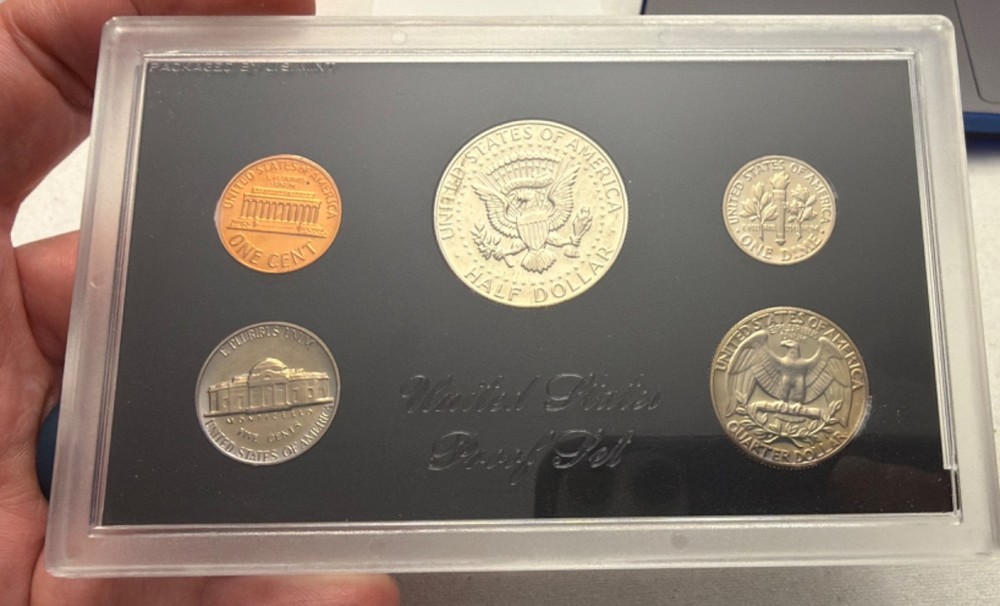 PACKAGED BY U.S. MINT
UNITED STATES OF AMERICA
ONE CENT
UNITED STATES OF AMERICA
HALF DOLLAR
UNITED STATES OF AMERICA
ONE DIME
E PLURIBUS UNUM
MONTICELLO
FIVE CENTS
UNITED STATES OF AMERICA
United States
Proof Set
UNITED STATES OF AMERICA
QUARTER DOLLAR